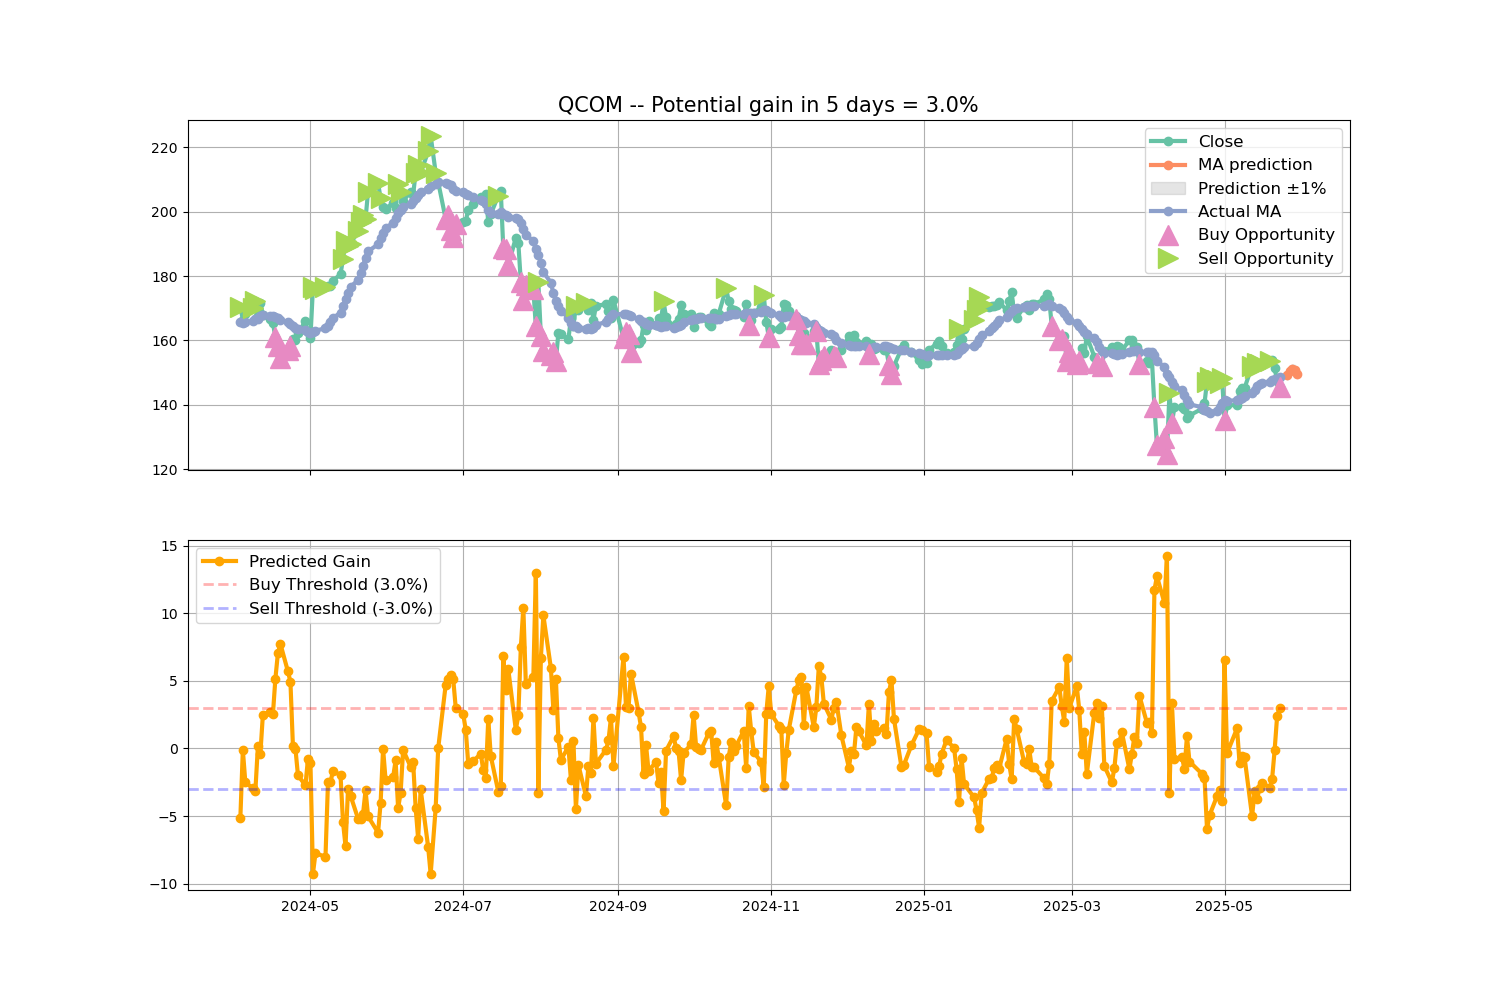 QCOM -- Potential gain in 5 days = 3.0%
220
200
180
160
140
120
Close
MA prediction
Prediction ±1%
Actual MA
Buy Opportunity
Sell Opportunity
15
10
5
0
−5
−10
Predicted Gain
Buy Threshold (3.0%)
Sell Threshold (-3.0%)
2024-05
2024-07
2024-09
2024-11
2025-01
2025-03
2025-05